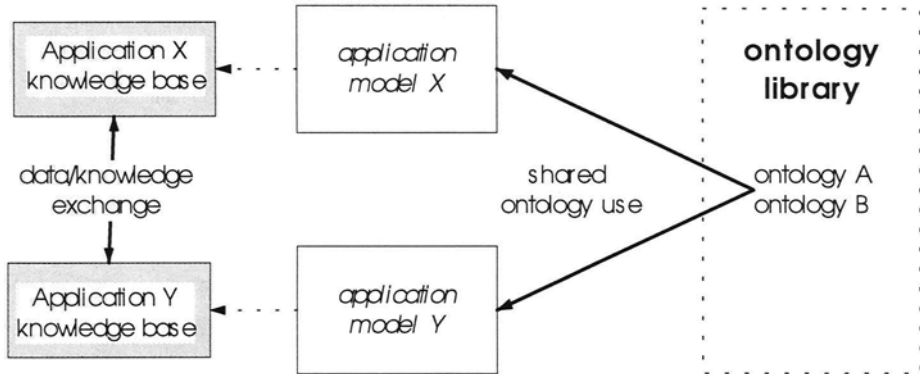 Application X
knowledge base
application
model X
ontology
library
data/knowledge
exchange
shared
ontology use
ontology A
ontology B
Application Y
knowledge base
application
model Y